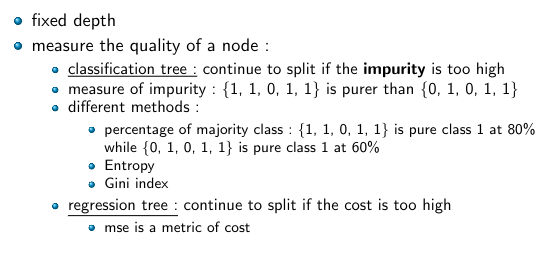 fixed depth
measure the quality of a node :
classification tree : continue to split if the impurity is too high
measure of impurity : {1, 1, 0, 1, 1} is purer than {0, 1, 0, 1, 1}
different methods :
percentage of majority class : {1, 1, 0, 1, 1} is pure class 1 at 80%
while {0, 1, 0, 1, 1} is pure class 1 at 60%
Entropy
Gini index
regression tree : continue to split if the cost is too high
mse is a metric of cost